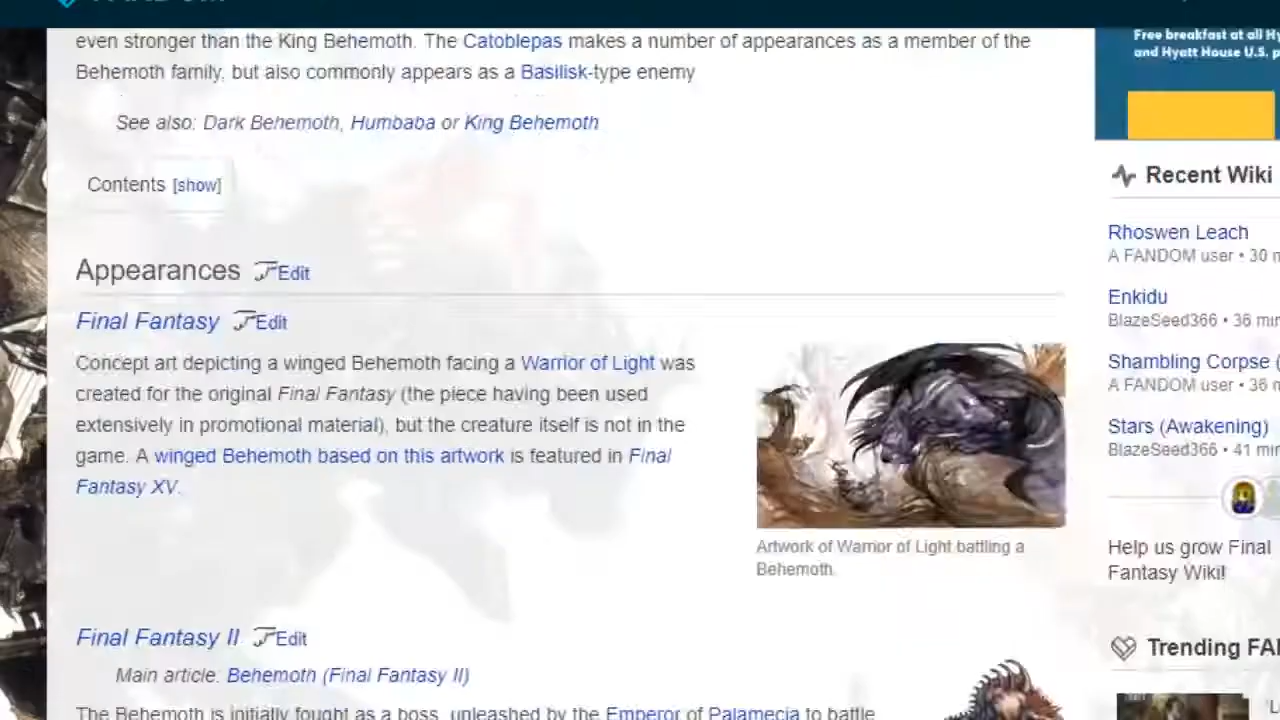 even stronger than the King Behemoth. The Catoblepas makes a number of appearances as a member of the
Behemoth family, but also commonly appears as a Basilisk-type enemy
See also: Dark Behemoth, Humbaba or King Behemoth
Contents [show]
Appearances Edit
Final Fantasy Edit
Concept art depicting a winged Behemoth facing a Warrior of Light was
created for the original Final Fantasy (the piece having been used
extensively in promotional material), but the creature itself is not in the
game. A winged Behemoth based on this artwork is featured in Final
Fantasy XV.
Artwork of Warrior of Light battling a
Behemoth.
Final Fantasy II Edit
Main article: Behemoth (Final Fantasy II)
The Behemoth is initially fought as a boss, unleashed by the Emperor of Palamecia to battle
Free breakfast at all Hy
and Hyatt House U.S. p
Recent Wiki
Rhoswen Leach
A FANDOM user • 30 m
Enkidu
BlazeSeed366 • 36 min
Shambling Corpse (
A FANDOM user • 36 m
Stars (Awakening)
BlazeSeed366 • 41 min
Help us grow Final
Fantasy Wiki!
Trending FA